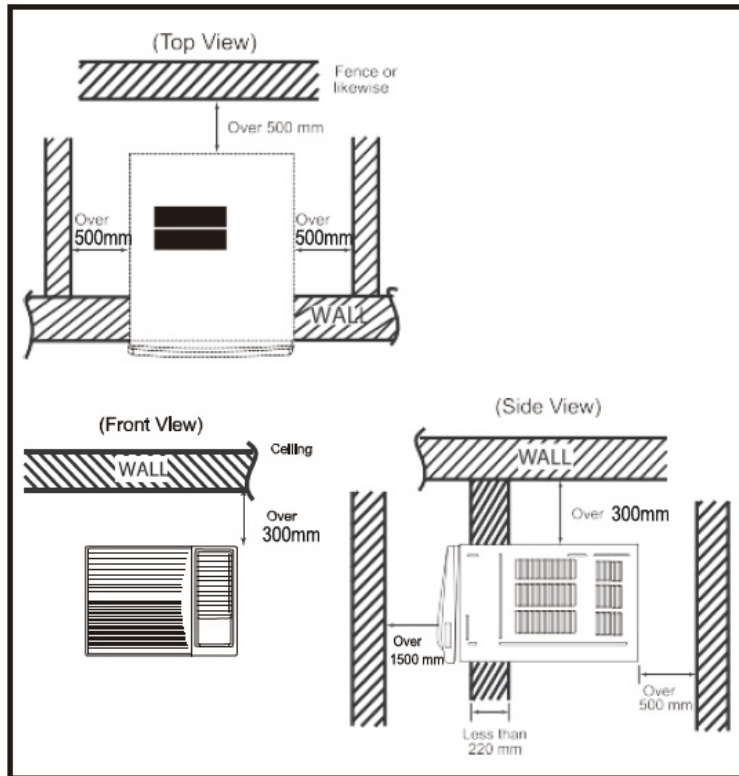 (Top View)
Fence or
likewise
Over 500 mm
Over
500mm
Over
500mm
WALL
(Front VIew)
Ceiling
WALL
Over
300mm
(Side View)
WALL
Over 300mm
Over
1500 mm
Over
500 mm
Less than
220 mm